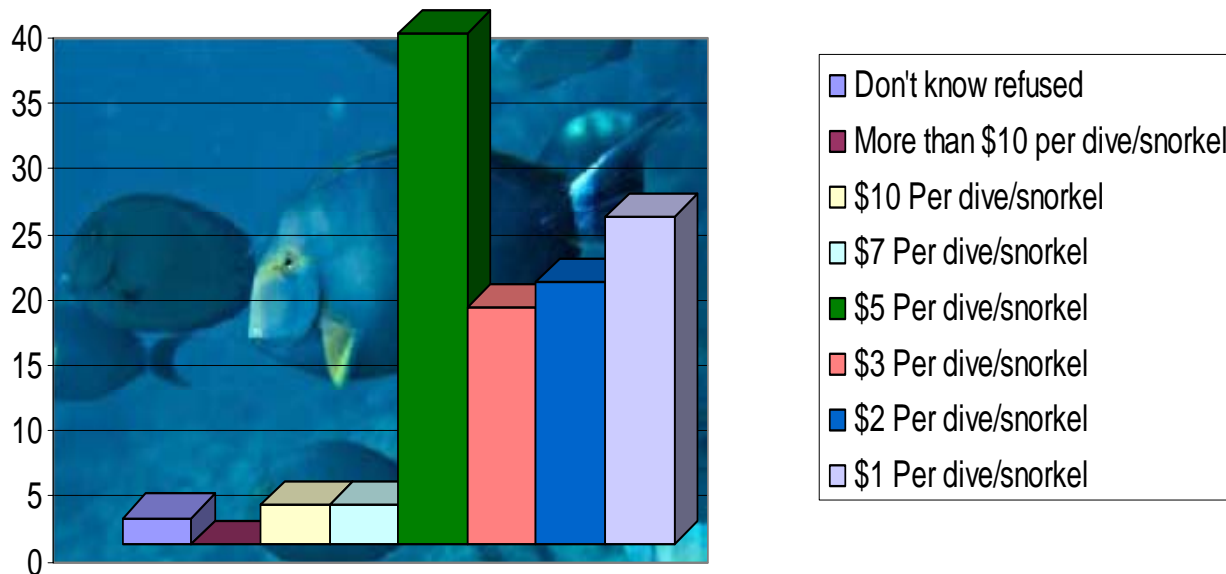 40
35
30
25
20
15
10
5
0
Don't know refused
More than $10 per dive/snorkel
$10 Per dive/snorkel
$7 Per dive/snorkel
$5 Per dive/snorkel
$3 Per dive/snorkel
$2 Per dive/snorkel
$1 Per dive/snorkel